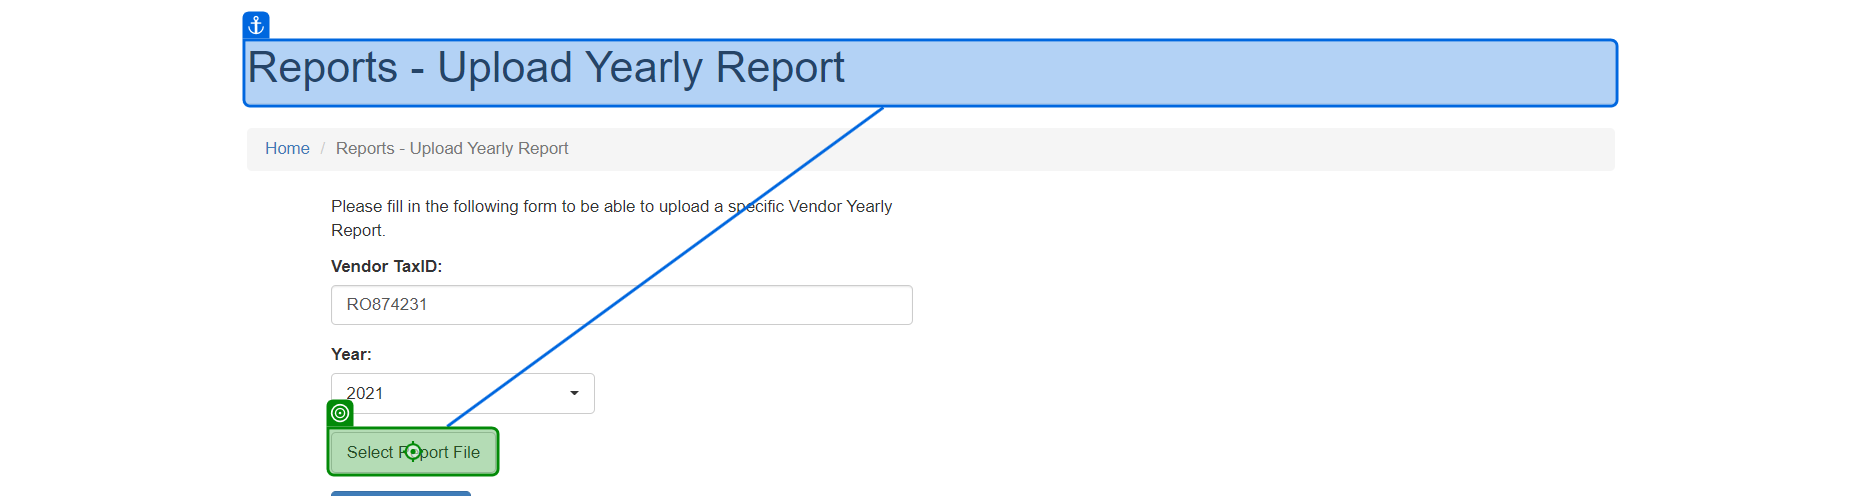 Reports - Upload Yearly Report
Home / Reports - Upload Yearly Report
Please fill in the following form to be able to upload a specific Vendor Yearly
Report.
Vendor TaxID:
RO874231
Year:
2021
Select Report File